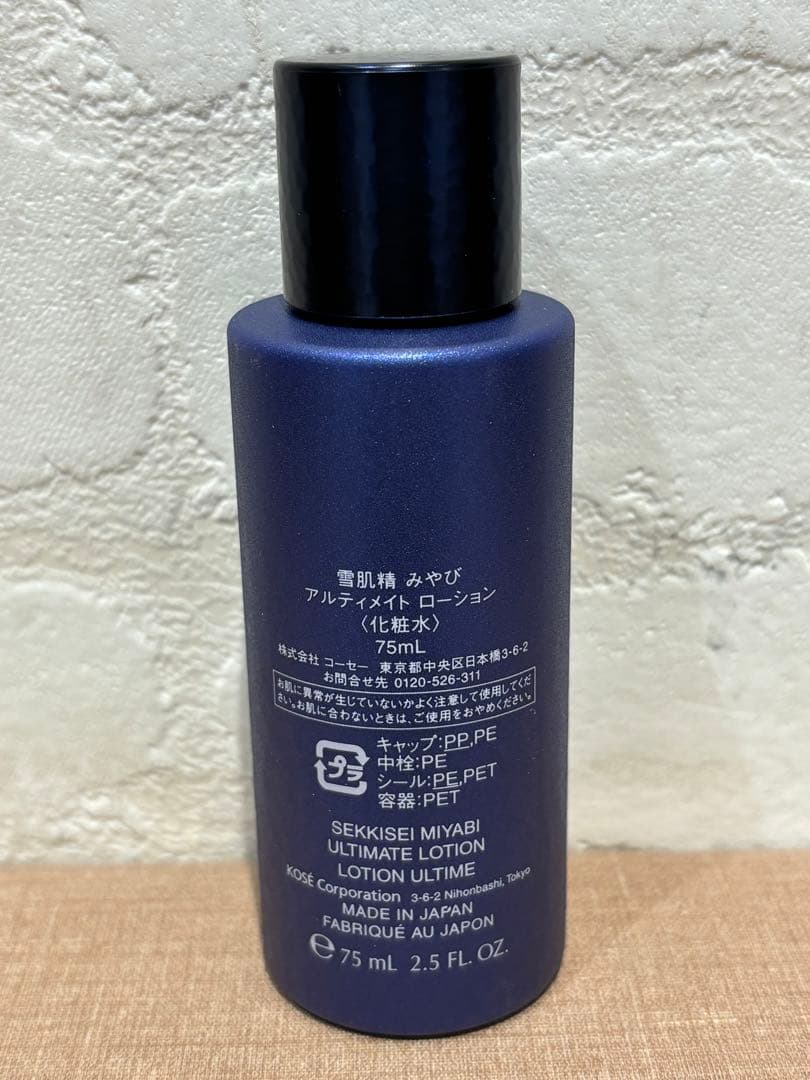 雪肌精 みやび
アルティメイト ローション
〈化粧水〉
75mL
株式会社 コーセー 東京都中央区日本橋3-6-2
お問合せ先 0120-526-311
お肌に異常が生じていないかよく注意して使用してくだ
さい。お肌に合わないときは、ご使用をおやめください。
プラ
キャップ:PP,PE
中栓:PE
シール:PE,PET
容器:PET
SEKKISEI MIYABI
ULTIMATE LOTION
LOTION ULTIME
KOSÉ Corporation 3-6-2 Nihonbashi, Tokyo
MADE IN JAPAN
FABRIQUÉ AU JAPON
℮ 75 mL 2.5 FL. OZ.